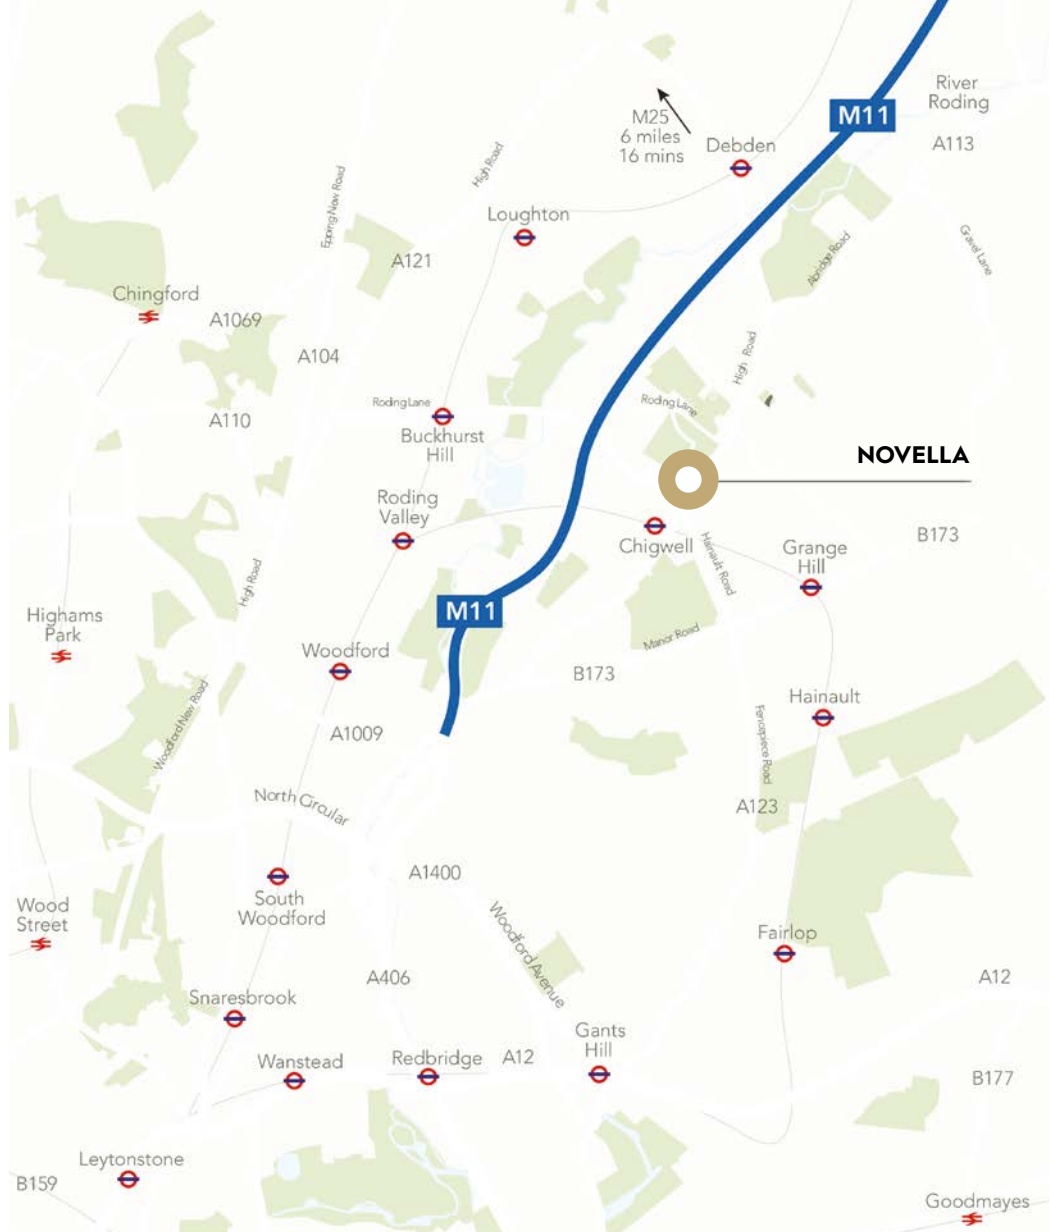 River
Roding
M11
M25
6 miles
16 mins
Debden
A113
High Road
Epping New Road
Loughton
Gravel Lane
A121
Abridge Road
Chingford
A1069
A104
High Road
Roding Lane
Roding Lane
A110
Buckhurst
Hill
NOVELLA
Roding
Valley
Chigwell
Hainault Road
Grange
Hill
B173
High Road
Highams
Park
M11
Manor Road
Woodford
B173
Hainault
Woodford New Road
A1009
Fencepiece Road
North Circular
A123
A1400
South
Woodford
Wood
Street
Woodford Avenue
Fairlop
A406
A12
Snaresbrook
Gants
Hill
Wanstead
Redbridge
A12
B177
Leytonstone
B159
Goodmayes